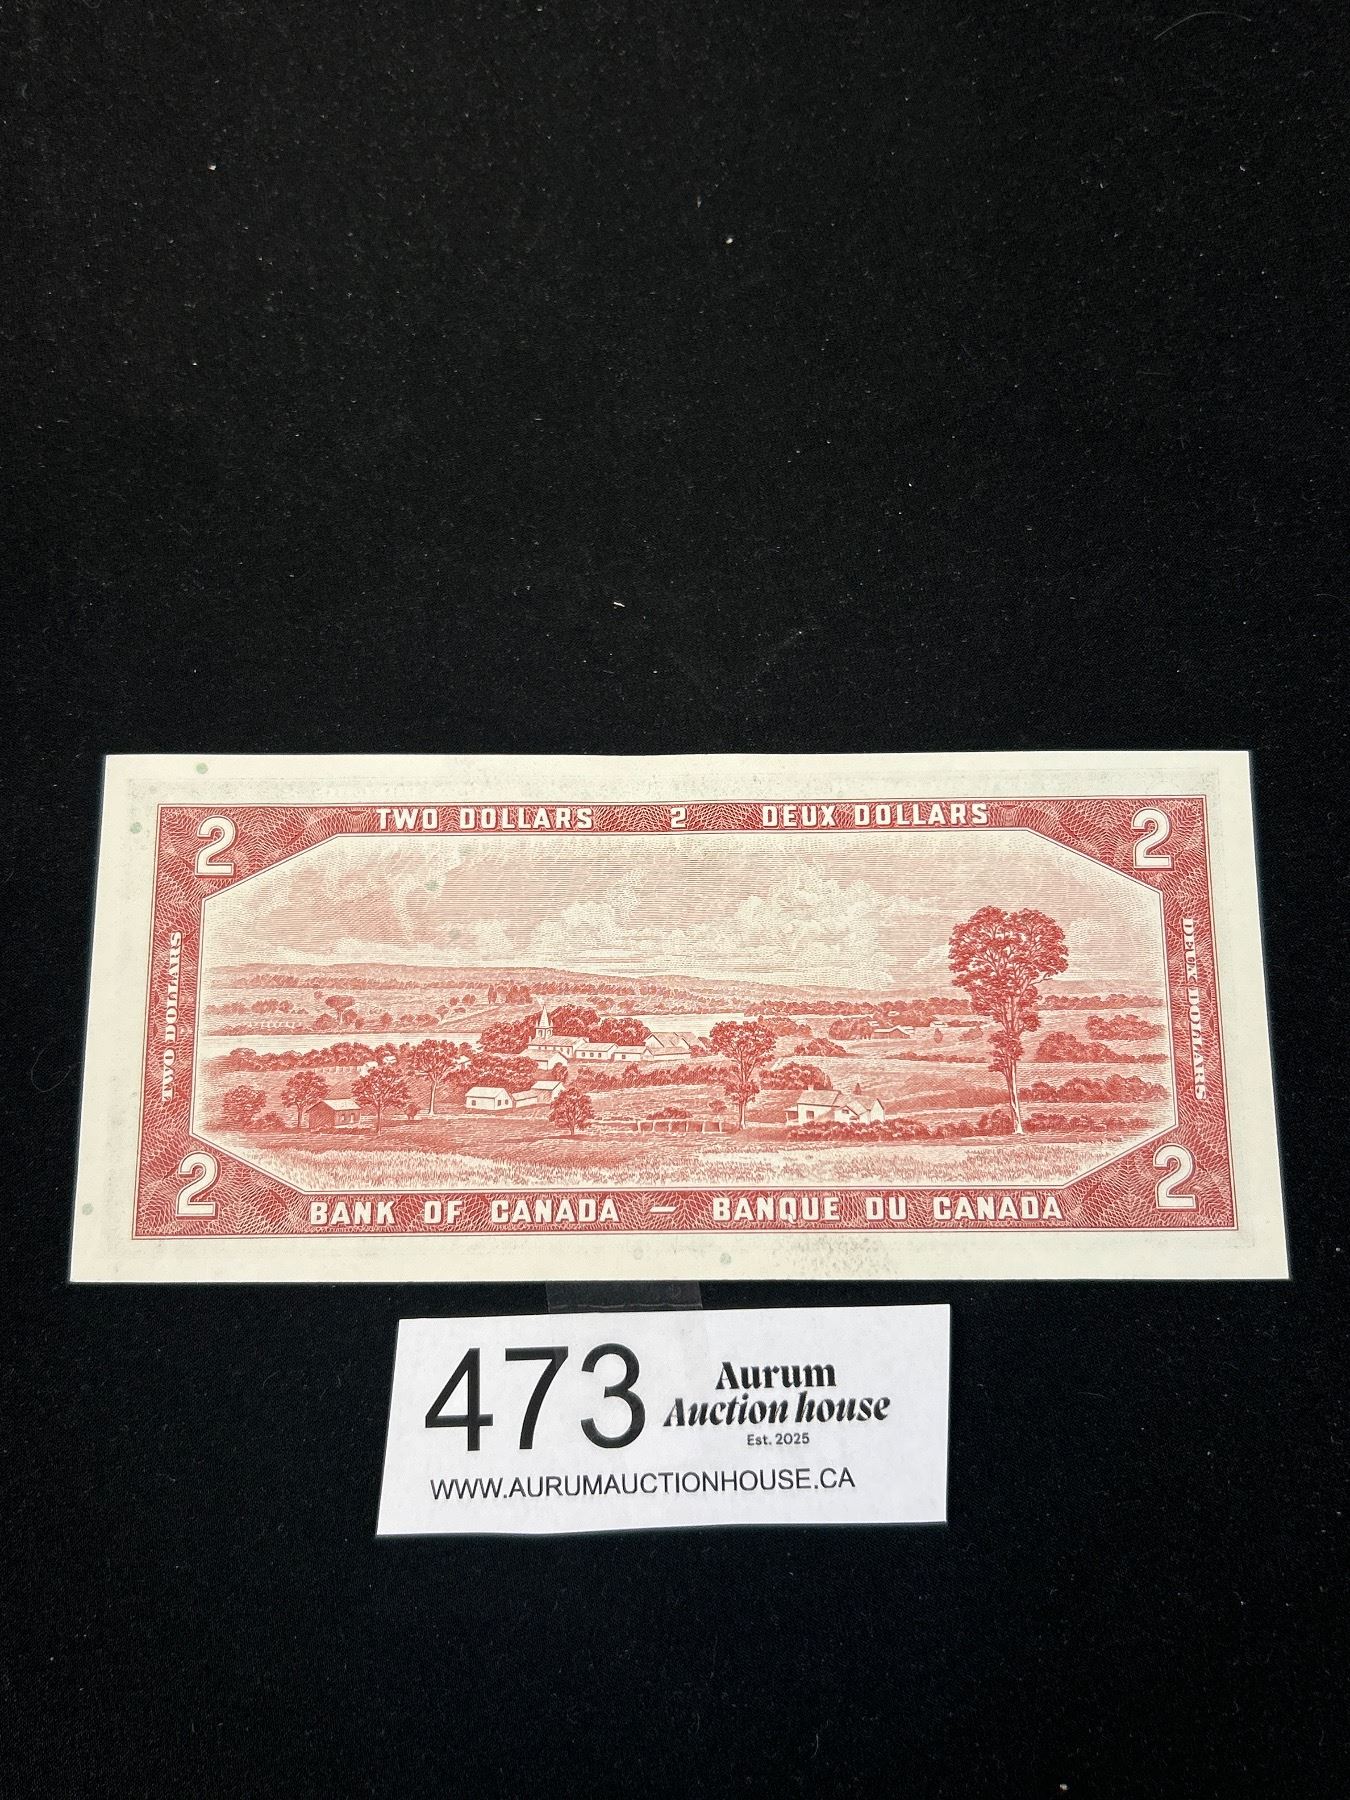 TWO DOLLARS 2 DEUX DOLLARS
2 2
TWO DOLLARS
DEUX DOLLARS
2 2
BANK OF CANADA — BANQUE DU CANADA
473
Aurum
Auction house
Est. 2025
WWW.AURUMAUCTIONHOUSE.CA